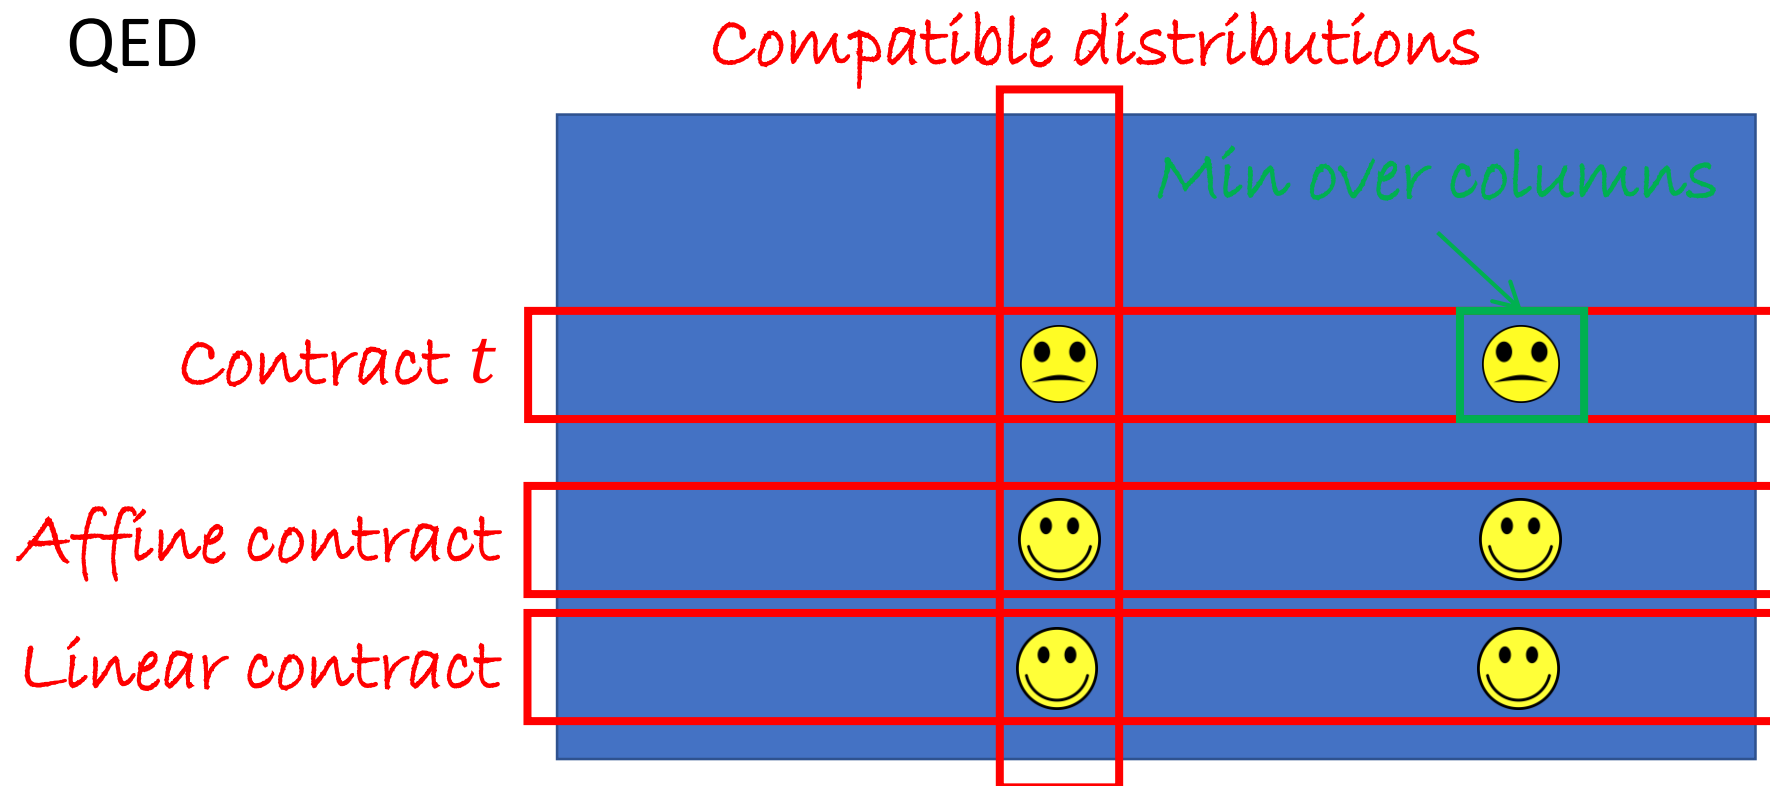 QED
Compatible distributions
Min over columns
Contract t
Affine contract
Linear contract